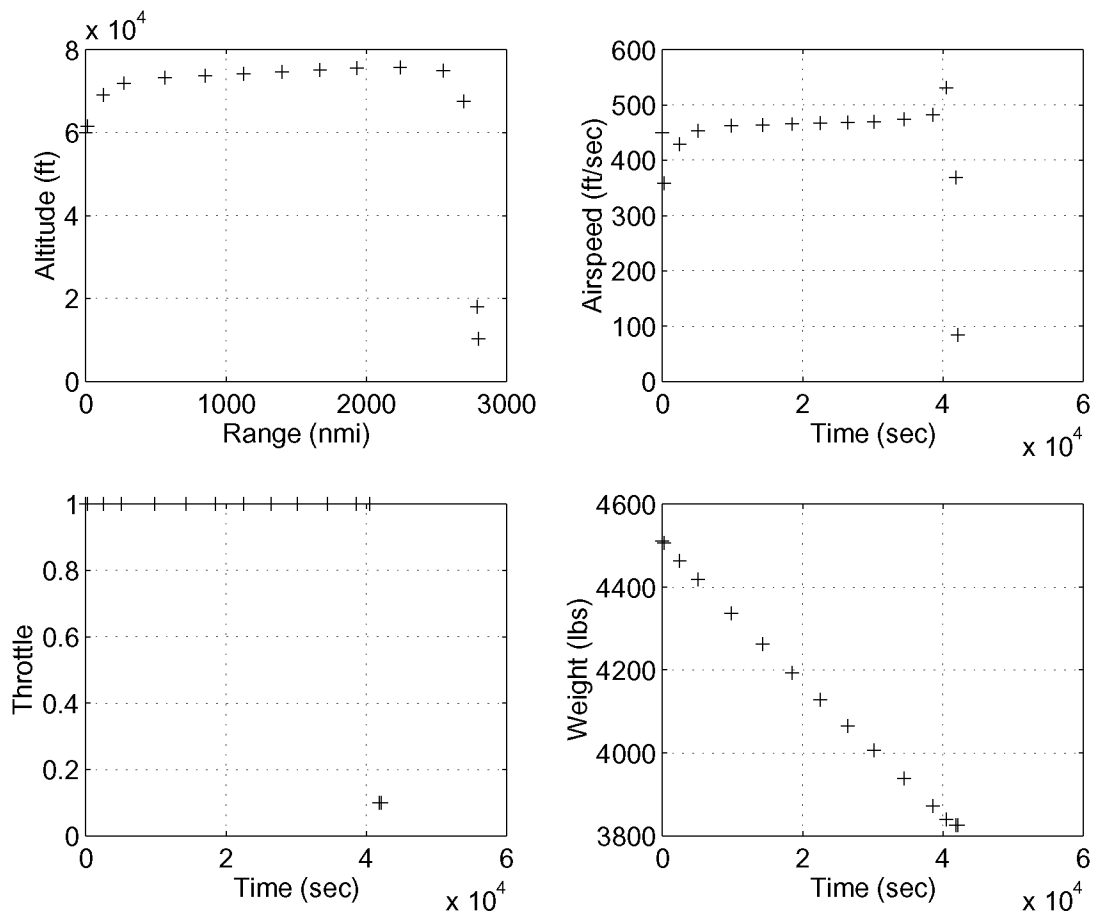 x 10^4
8
6
4
2
0
Altitude (ft)
0 1000 2000 3000
Range (nmi)
600
500
400
300
200
100
0
Airspeed (ft/sec)
0 2 4 6
Time (sec)
x 10^4
1
0.8
0.6
0.4
0.2
0
Throttle
0 2 4 6
Time (sec)
x 10^4
4600
4400
4200
4000
3800
Weight (lbs)
0 2 4 6
Time (sec)
x 10^4